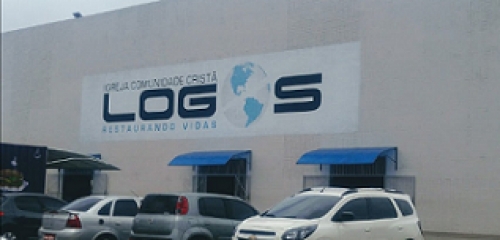 IGREJA COMUNIDADE CRISTÃ
LOGOS
RESTAURANDO VIDAS